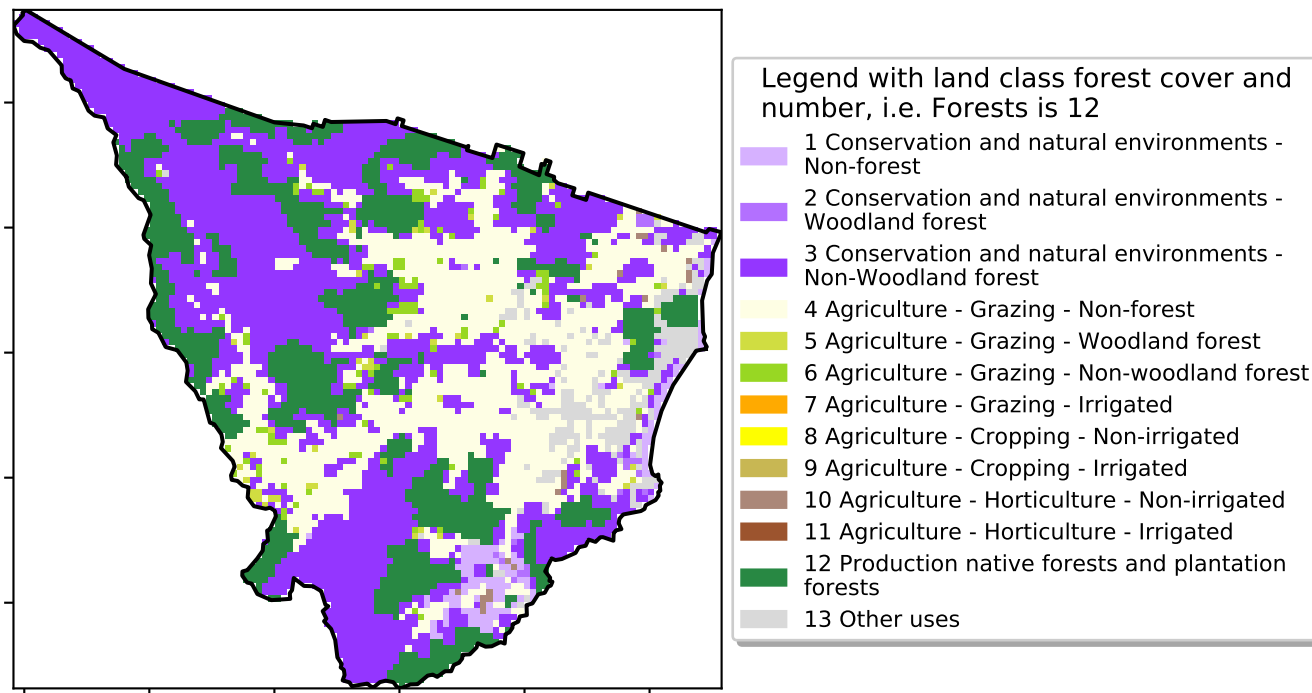 Legend with land class forest cover and
number, i.e. Forests is 12
1 Conservation and natural environments -
Non-forest
2 Conservation and natural environments -
Woodland forest
3 Conservation and natural environments -
Non-Woodland forest
4 Agriculture - Grazing - Non-forest
5 Agriculture - Grazing - Woodland forest
6 Agriculture - Grazing - Non-woodland forest
7 Agriculture - Grazing - Irrigated
8 Agriculture - Cropping - Non-irrigated
9 Agriculture - Cropping - Irrigated
10 Agriculture - Horticulture - Non-irrigated
11 Agriculture - Horticulture - Irrigated
12 Production native forests and plantation
forests
13 Other uses